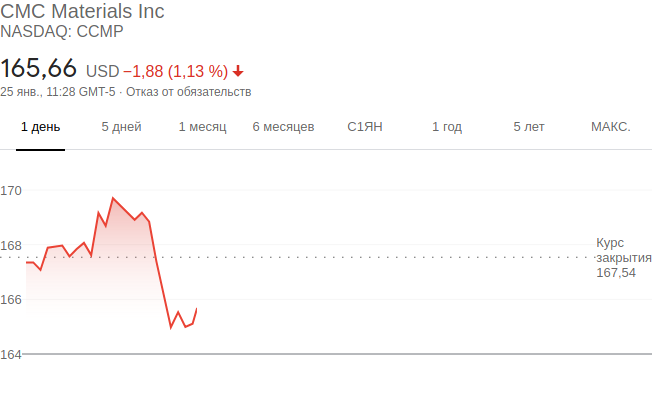 CMC Materials Inc
NASDAQ: CCMP
165,66 USD −1,88 (1,13 %)
25 янв., 11:28 GMT-5 · Отказ от обязательств
1 день 5 дней 1 месяц 6 месяцев С1ЯН 1 год 5 лет МАКС.
170
168
Курс
закрытия
167,54
166
164